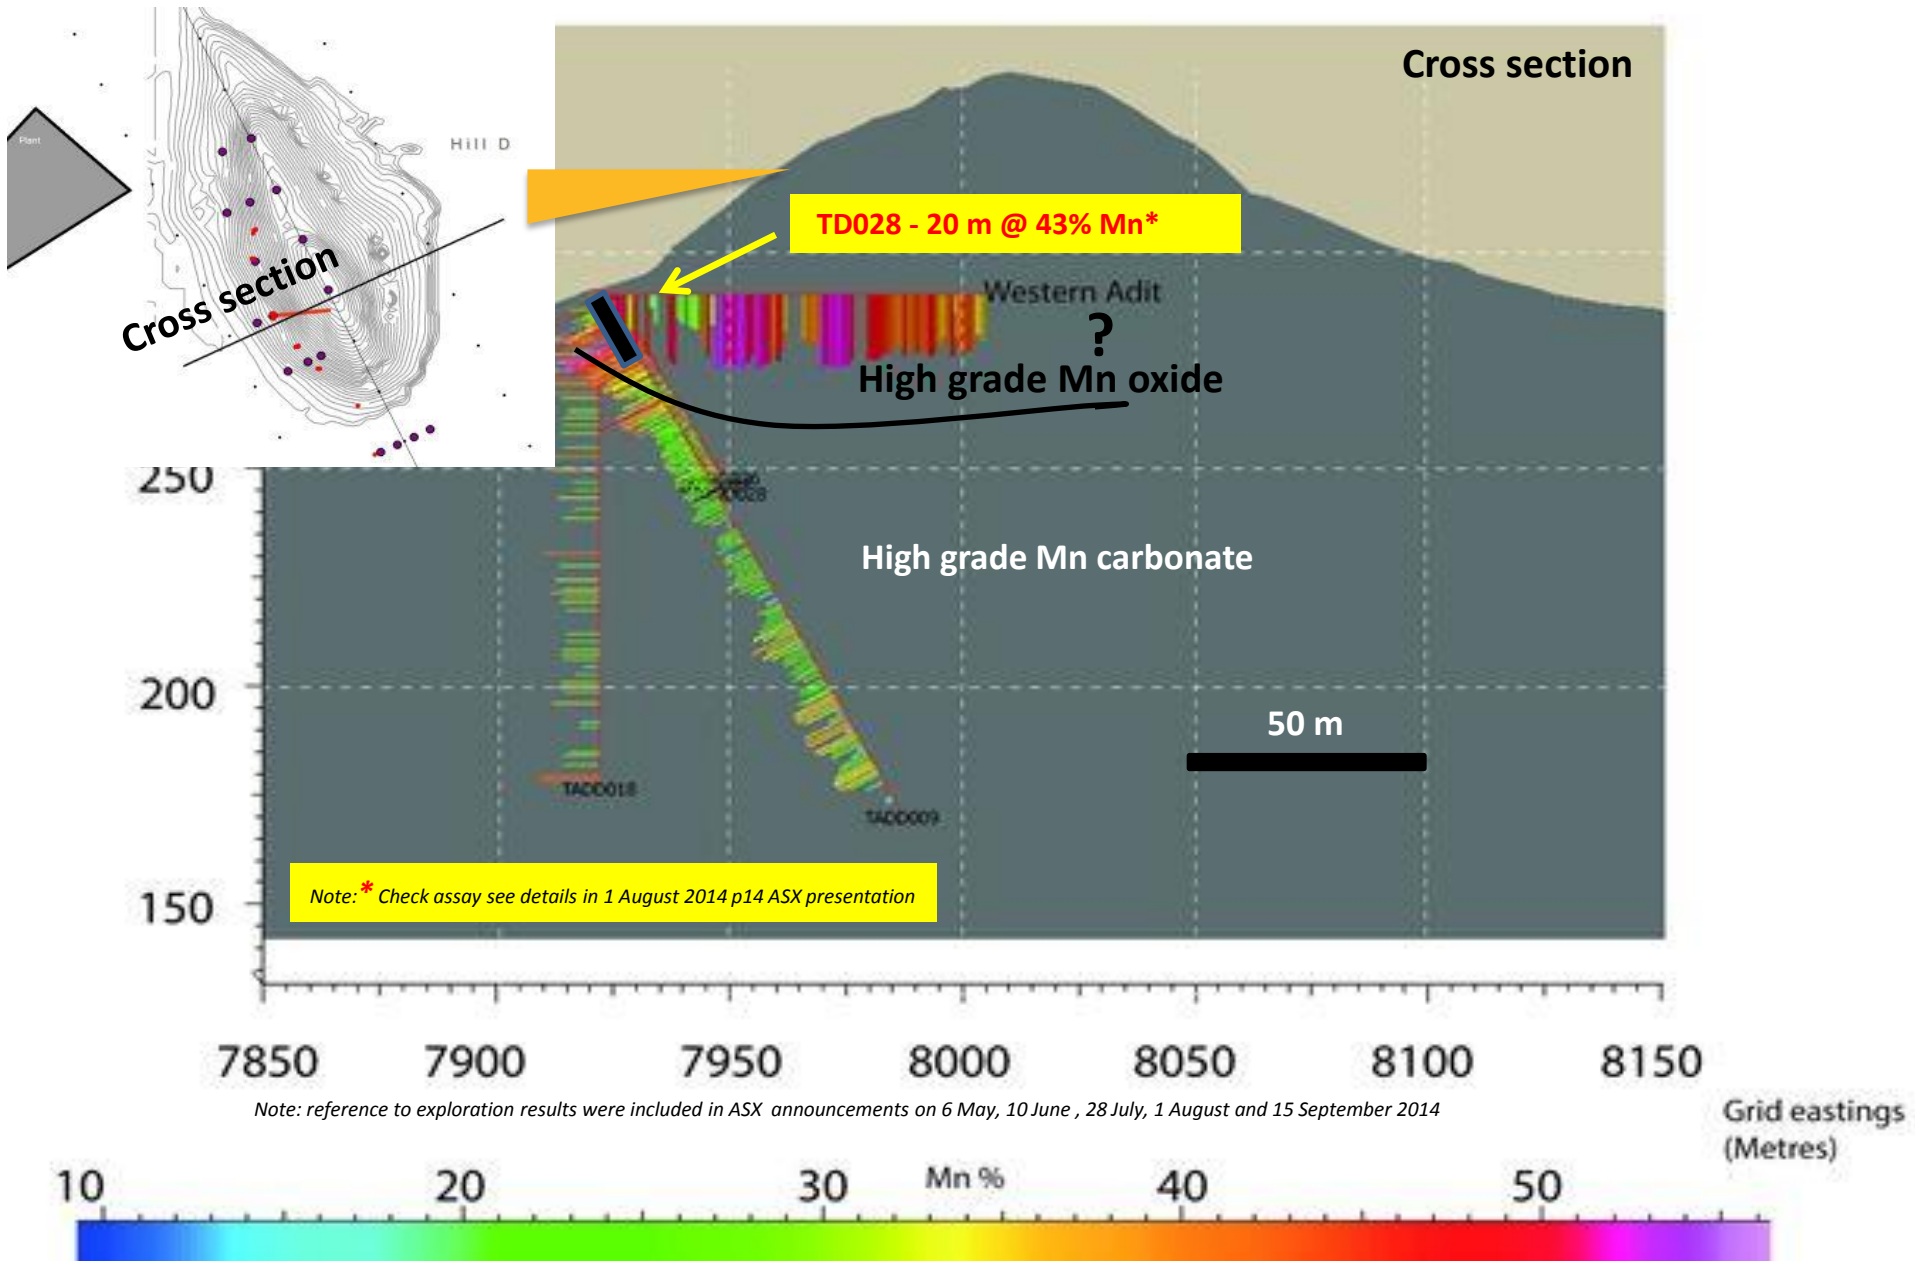 Cross section
Plant
Hill D
Cross section
TD028 - 20 m @ 43% Mn*
Western Adit
?
High grade Mn oxide
250
High grade Mn carbonate
200
50 m
TADD018
TADD009
150
Note: * Check assay see details in 1 August 2014 p14 ASX presentation
7850 7900 7950 8000 8050 8100 8150
Note: reference to exploration results were included in ASX announcements on 6 May, 10 June , 28 July, 1 August and 15 September 2014
Grid eastings
(Metres)
10 20 30 Mn % 40 50